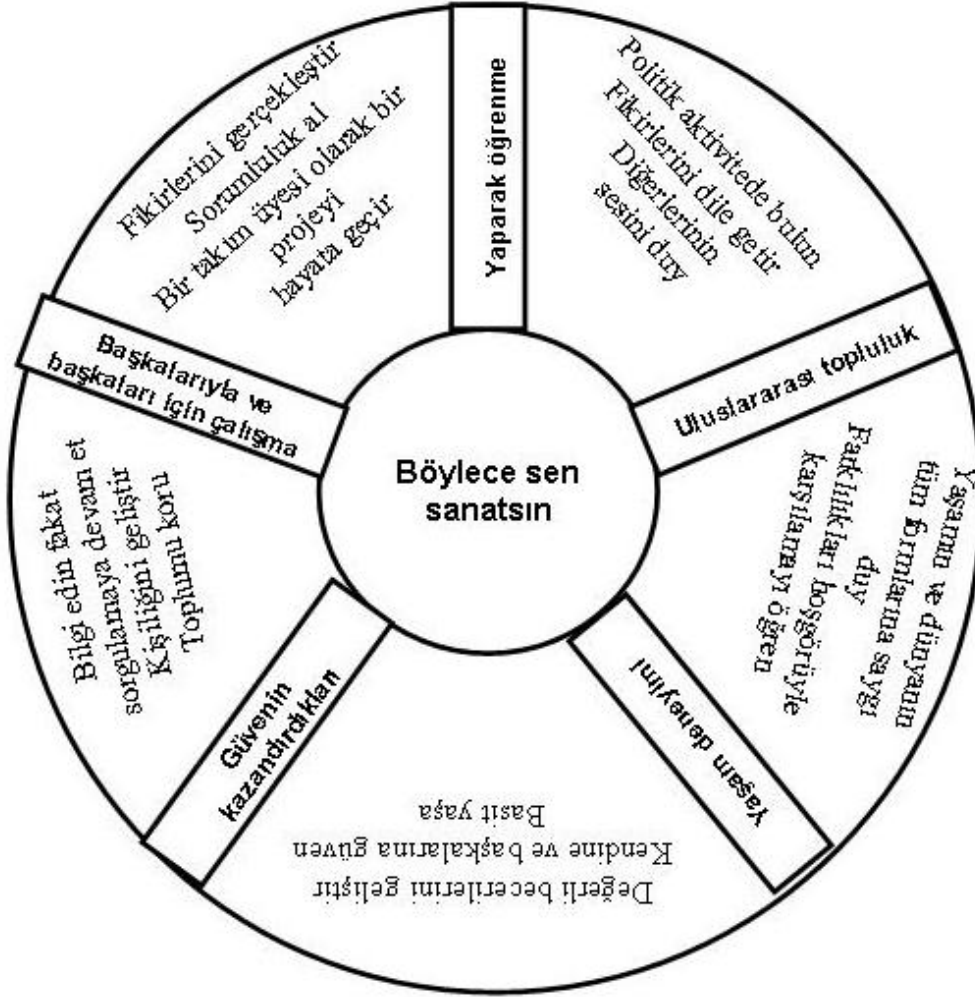 Yaparak öğrenme
Politik aktivitede bulun
Fikirlerini dile getir
Diğerlerinin
sesini duy
Uluslararası topluluk
Yaşamın ve dünyanın
tüm formlarına saygı
duy
Farklılıkları hoşgörüyle
karşılamayı öğren
Yaşam deneyimi
Değerli becerilerini geliştir
Kendine ve başkalarına güven
Basit yaşa
Güvenin
kazandırdıkları
Bilgi edin fakat
sorgulamaya devam et
Kişiliğini geliştir
Toplumu koru
Başkalarıyla ve
başkaları için çalışma
Fikirlerini gerçekleştir
Sorumluluk al
Bir takım üyesi olarak bir
projeyi
hayata geçir
Böylece sen
sanatsın